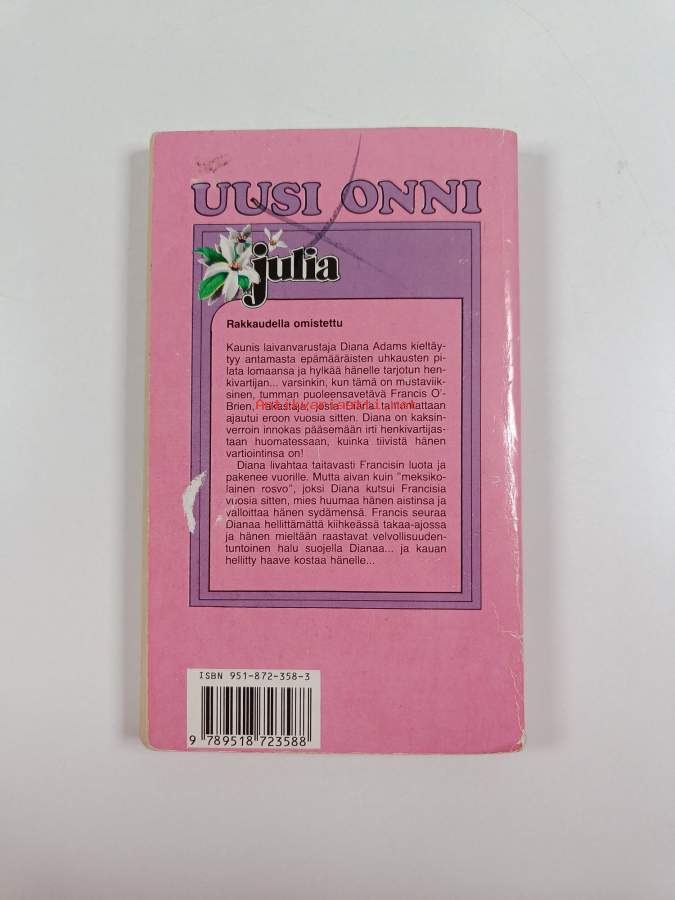 UUSI ONNI
julia
Rakkaudella omistettu
Kaunis laivanvarustaja Diana Adams kieltäy-
tyy antamasta epämääräisten uhkausten pi-
lata lomaansa ja hylkää hänelle tarjotun hen-
kivartijan... varsinkin, kun tämä on mustaviik-
sinen, tumman puoleensavetävä Francis O'-
Brien, rakastaja, josta Diana tahtomattaan
ajautui eroon vuosia sitten. Diana on kaksin-
verroin innokas pääsemään irti henkivartijas-
taan huomatessaan, kuinka tiivistä hänen
vartiointinsa on!
Diana livahtaa taitavasti Francisin luota ja
pakenee vuorille. Mutta aivan kuin "meksiko-
lainen rosvo", joksi Diana kutsui Francisia
vuosia sitten, mies huumaa hänen aistinsa ja
valloittaa hänen sydämensä. Francis seuraa
Dianaa hellittämättä kiihkeässä takaa-ajossa
ja hänen mieltään raastavat velvollisuuden-
tuntoinen halu suojella Dianaa... ja kauan
hellitty haave kostaa hänelle...
ISBN 951-872-358-3
9 789518 723588